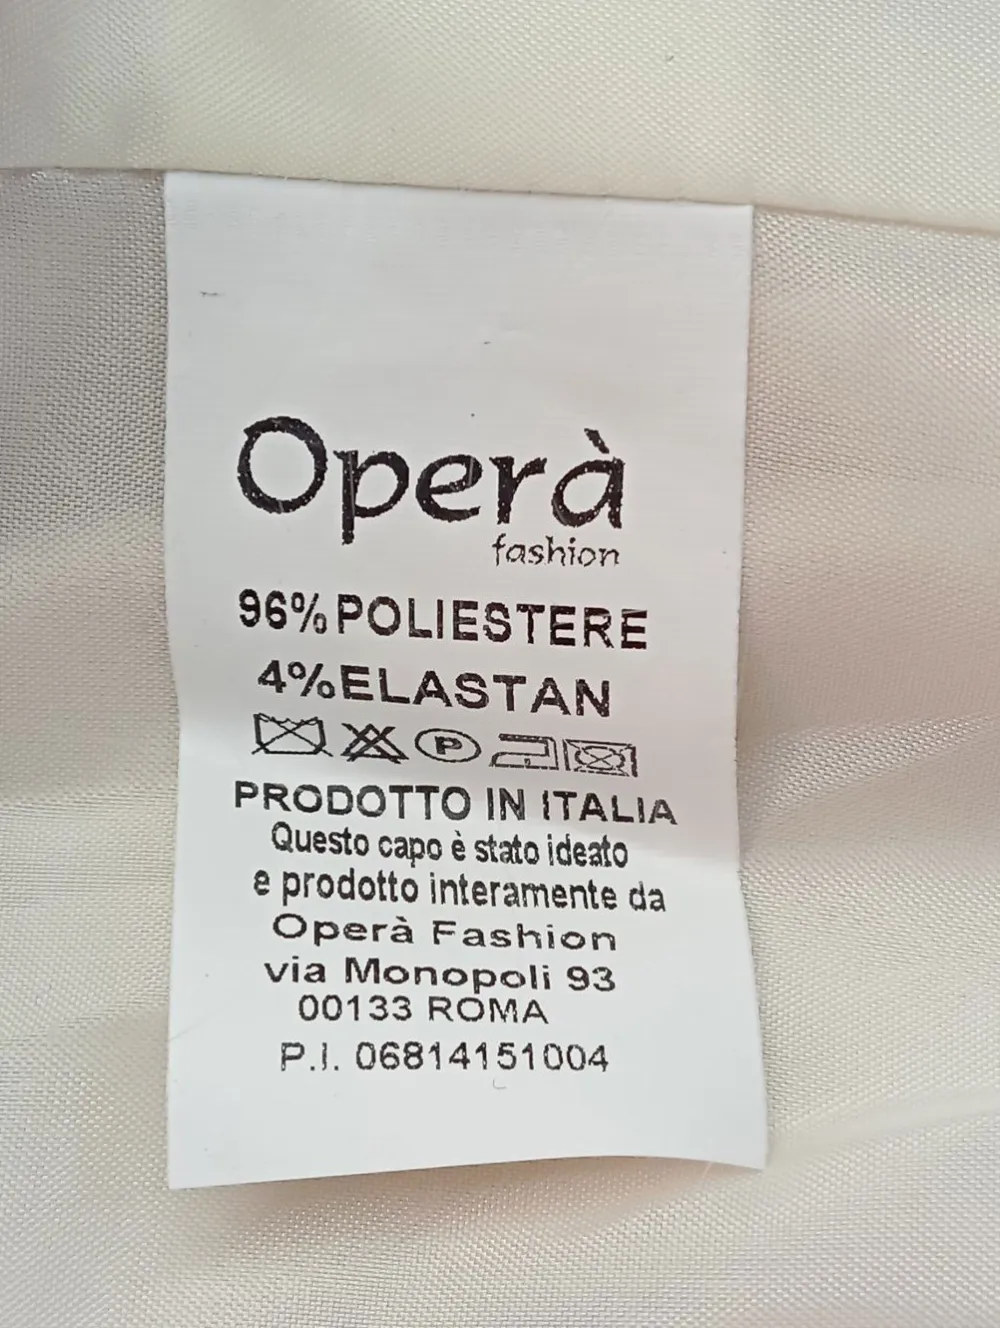 Operà
fashion
96% POLIESTERE
4% ELASTAN
P
PRODOTTO IN ITALIA
Questo capo è stato ideato
e prodotto interamente da
Operà Fashion
via Monopoli 93
00133 ROMA
P.I. 06814151004